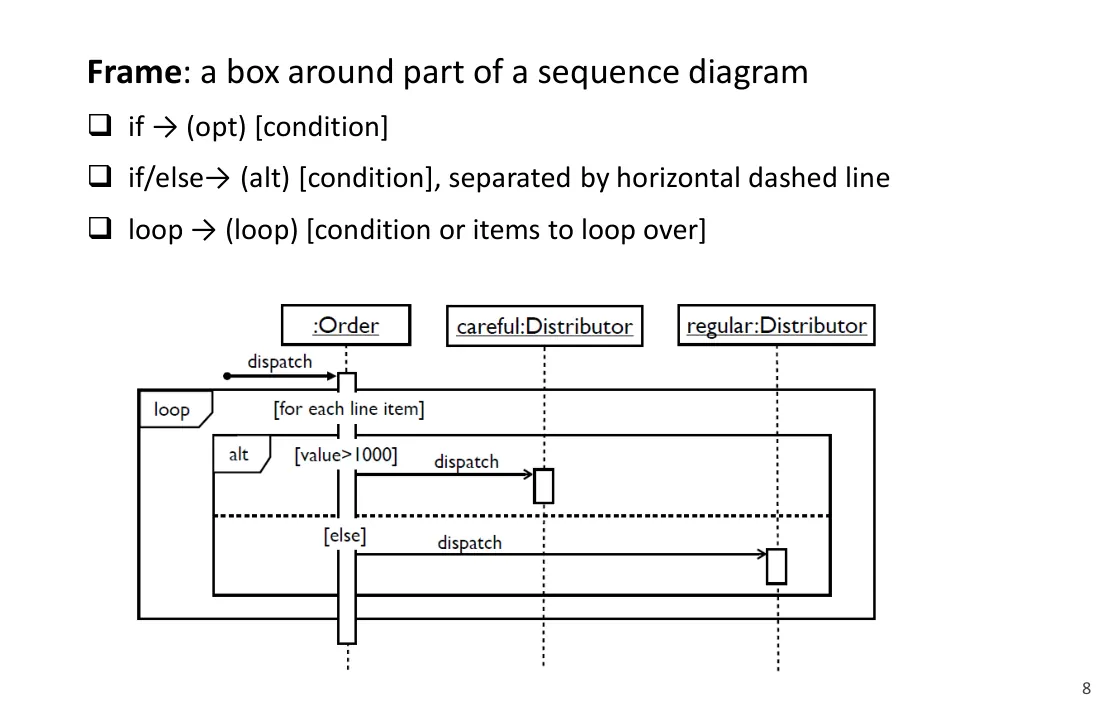 Frame: a box around part of a sequence diagram
❑ if → (opt) [condition]
❑ if/else→ (alt) [condition], separated by horizontal dashed line
❑ loop → (loop) [condition or items to loop over]
:Order
careful:Distributor
regular:Distributor
dispatch
loop
[for each line item]
alt
[value>1000]
dispatch
[else]
dispatch
8